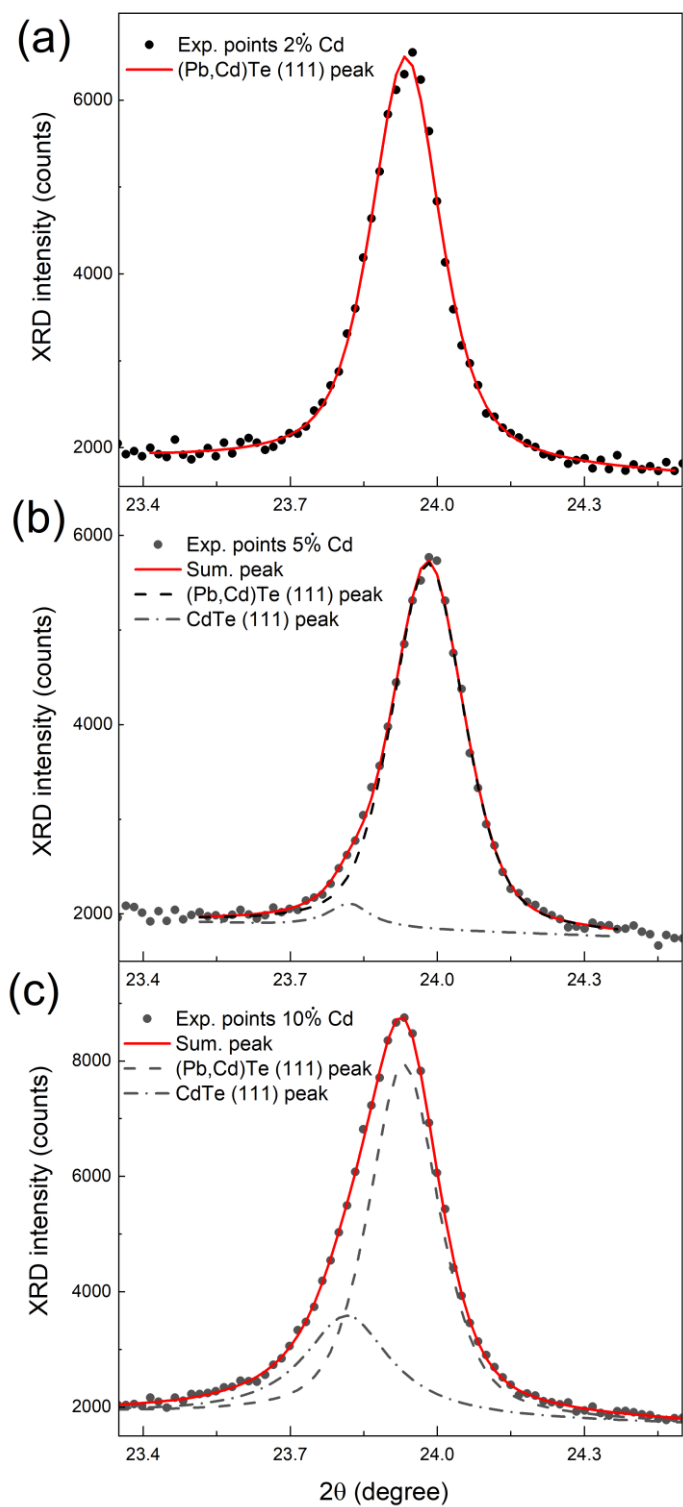 (a)
Exp. points 2% Cd
(Pb,Cd)Te (111) peak
6000
4000
2000
XRD intensity (counts)
23.4 23.7 24.0 24.3
(b)
6000
Exp. points 5% Cd
Sum. peak
(Pb,Cd)Te (111) peak
CdTe (111) peak
4000
2000
XRD intensity (counts)
23.4 23.7 24.0 24.3
(c)
Exp. points 10% Cd
Sum. peak
(Pb,Cd)Te (111) peak
CdTe (111) peak
8000
6000
4000
2000
XRD intensity (counts)
23.4 23.7 24.0 24.3
2θ (degree)